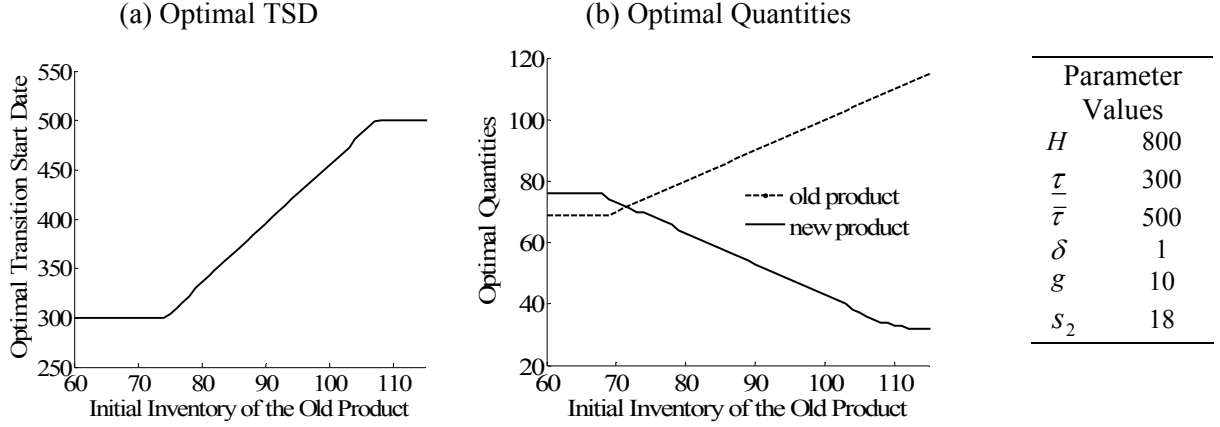 (a) Optimal TSD
Optimal Transition Start Date
550
500
450
400
350
300
250
60 70 80 90 100 110
Initial Inventory of the Old Product
(b) Optimal Quantities
Optimal Quantities
120
100
80
60
40
20
old product
new product
60 70 80 90 100 110
Initial Inventory of the Old Product
Parameter
Values
H 800
τ 300
τ̄ 500
δ 1
g 10
s₂ 18